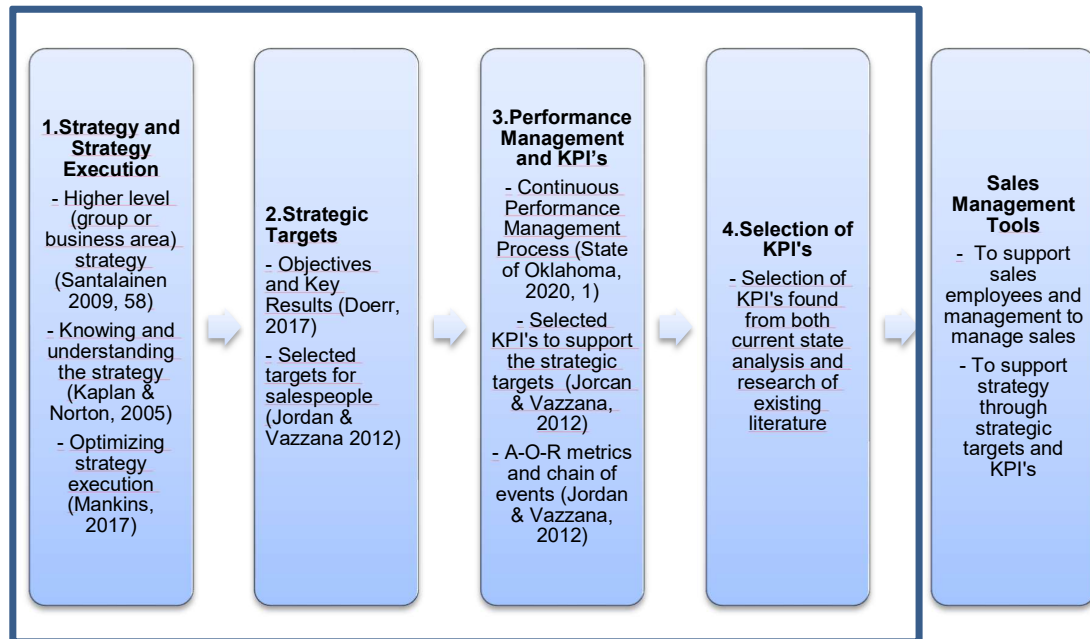 1.Strategy and
Strategy
Execution
- Higher level
(group or
business area)
strategy
(Santalainen
2009, 58)
- Knowing and
understanding
the strategy
(Kaplan &
Norton, 2005)
- Optimizing
strategy
execution
(Mankins,
2017)
2.Strategic
Targets
- Objectives
and Key
Results (Doerr,
2017)
- Selected
targets for
salespeople
(Jordan &
Vazzana 2012)
3.Performance
Management
and KPI’s
- Continuous
Performance
Management
Process (State
of Oklahoma,
2020, 1)
- Selected
KPI's to support
the strategic
targets (Jorcan
& Vazzana,
2012)
- A-O-R metrics
and chain of
events (Jordan
& Vazzana,
2012)
4.Selection of
KPI's
- Selection of
KPI's found
from both
current state
analysis and
research of
existing
literature
Sales
Management
Tools
- To support
sales
employees and
management to
manage sales
- To support
strategy
through
strategic
targets and
KPI's